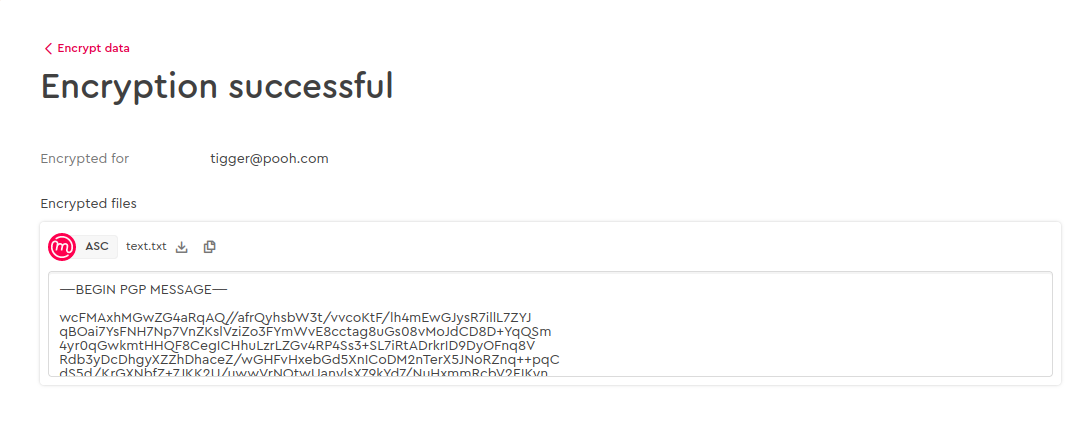 Encrypt data
Encryption successful
Encrypted for tigger@pooh.com
Encrypted files
ASC text.txt
-----BEGIN PGP MESSAGE-----
wcFMAxhMGwZG4aRqAQ//afrQyhsbW3t/vvcoKtF/lh4mEwGJysR7illL7ZYJ
qBOai7YsFNH7Np7VnZKslVziZo3FYmWvE8cctag8uGs08vMoJdCD8D+YqQSm
4yr0qGwkmtHHQF8CegICHhuLzrLZGv4RP4Ss3+SL7iRtADrkrID9DyOFnq8V
Rdb3yDcDhgyXZZhDhaceZ/wGHFvHxebGd5XnICoDM2nTerX5JNoRZnq++pqC